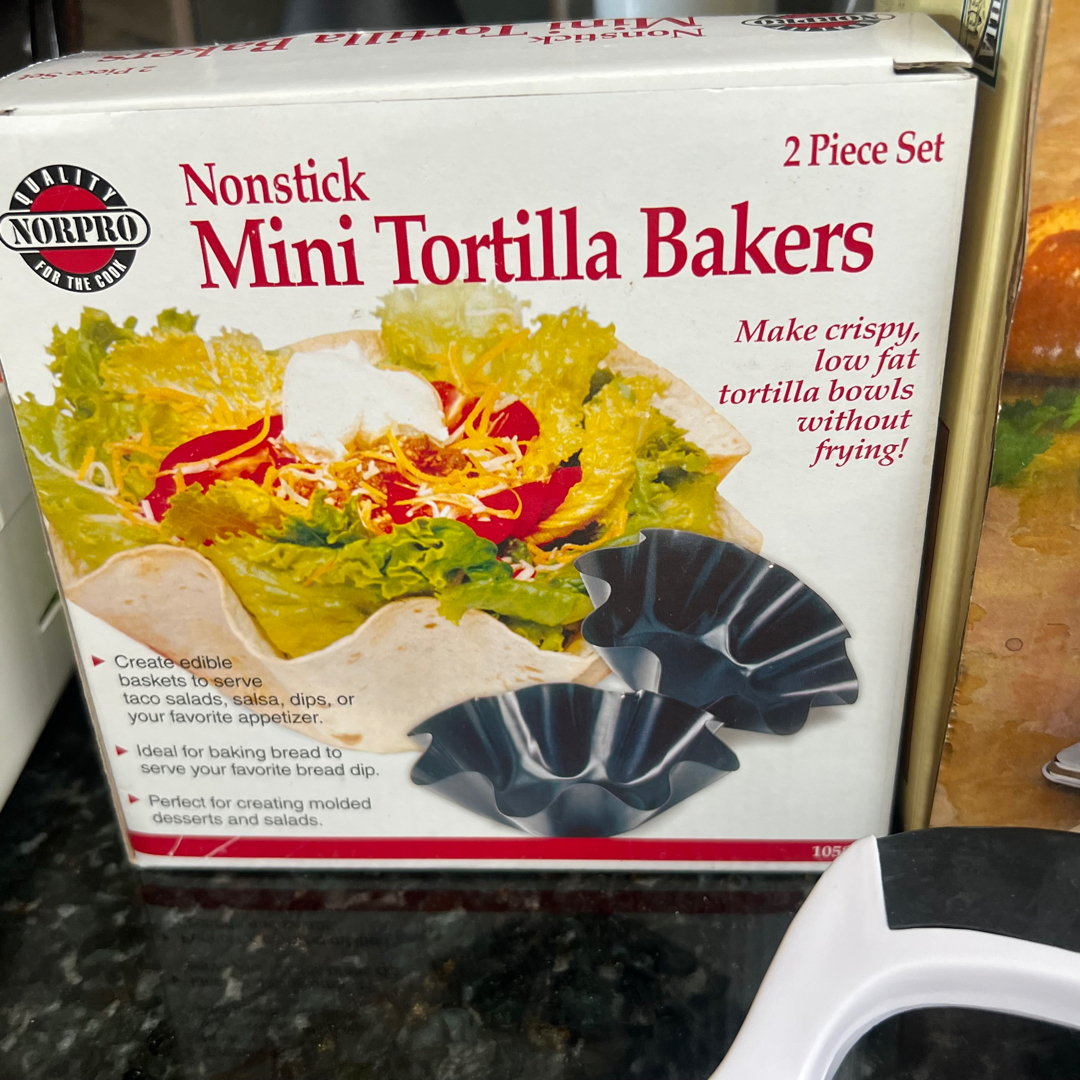 Nonstick
Mini Tortilla Bakers
2 Piece Set
NORPRO
QUALITY
NORPRO
FOR THE COOK
2 Piece Set
Nonstick
Mini Tortilla Bakers
Make crispy,
low fat
tortilla bowls
without
frying!
Create edible
baskets to serve
taco salads, salsa, dips, or
your favorite appetizer.
Ideal for baking bread to
serve your favorite bread dip.
Perfect for creating molded
desserts and salads.